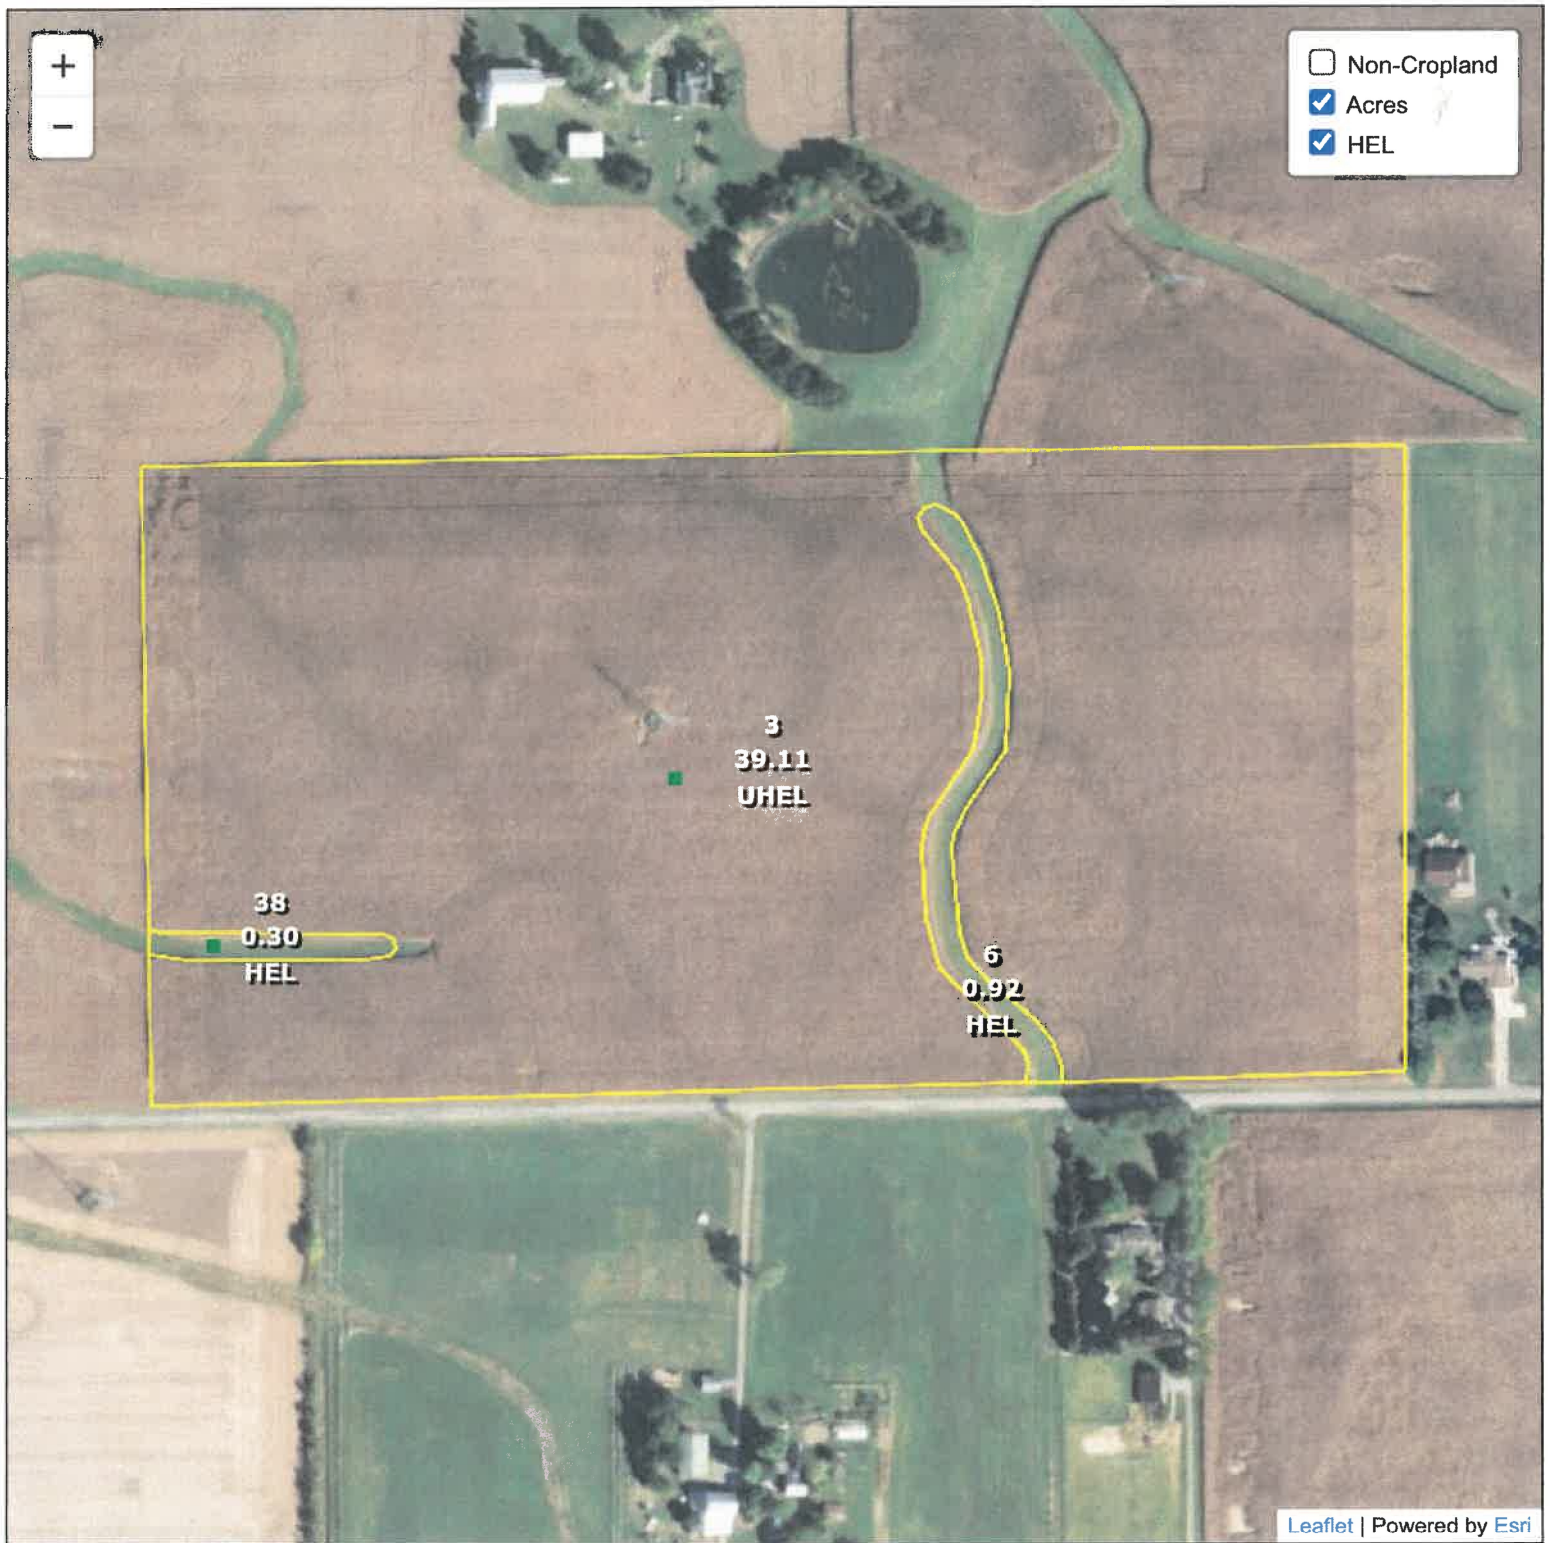 +
−
Non-Cropland
Acres
HEL
3
39.11
UHEL
38
0.30
HEL
6
0.92
HEL
Leaflet | Powered by Esri